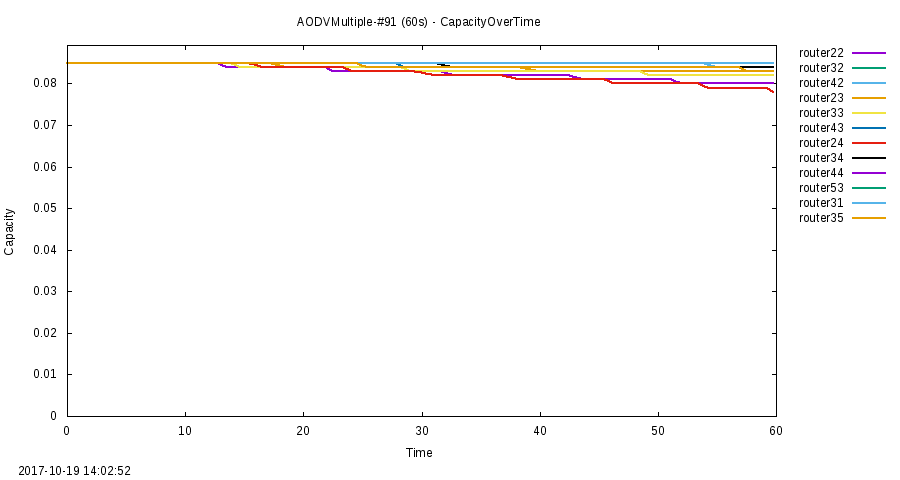 AODVMultiple-#91 (60s) - CapacityOverTime
router22
router32
router42
router23
router33
router43
router24
router34
router44
router53
router31
router35
0.08
0.07
0.06
0.05
0.04
0.03
0.02
0.01
0
Capacity
0 10 20 30 40 50 60
Time
2017-10-19 14:02:52